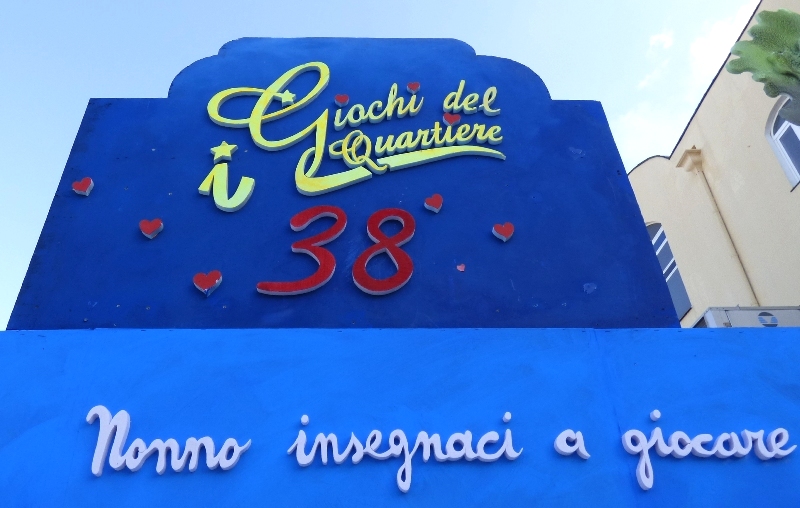 i Giochi del
Quartiere
38
Nonno insegnaci a giocare